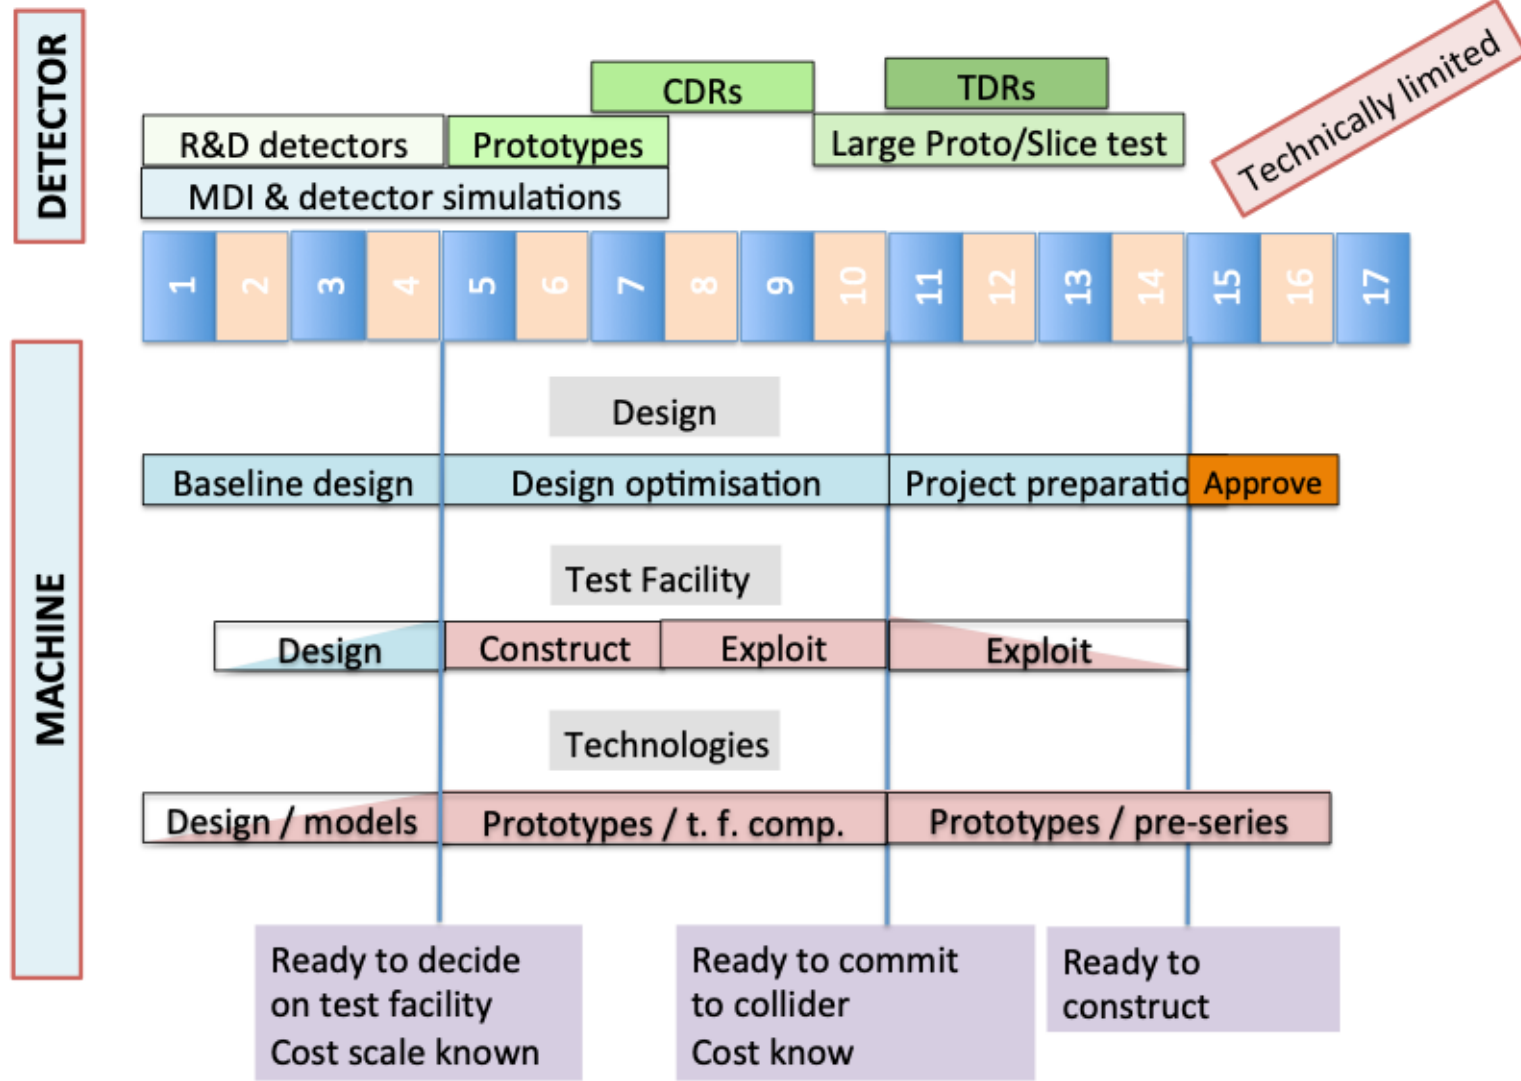 DETECTOR
Technically limited
CDRs
TDRs
R&D detectors
Prototypes
Large Proto/Slice test
MDI & detector simulations
1 2 3 4 5 6 7 8 9 10 11 12 13 14 15 16 17
MACHINE
Design
Baseline design
Design optimisation
Project preparatio
Approve
Test Facility
Design
Construct
Exploit
Exploit
Technologies
Design / models
Prototypes / t. f. comp.
Prototypes / pre-series
Ready to decide
on test facility
Cost scale known
Ready to commit
to collider
Cost know
Ready to
construct